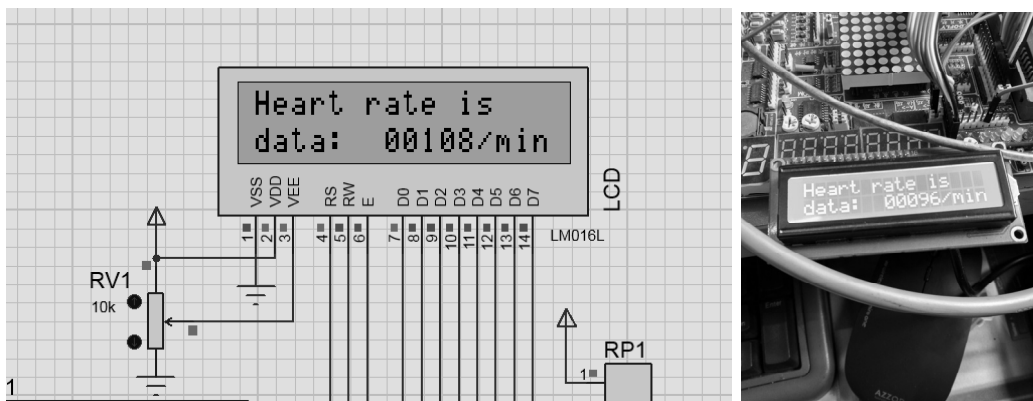 Heart rate is
data: 00108/min
VSS
VDD
VEE
RS
RW
E
D0
D1
D2
D3
D4
D5
D6
D7
LCD
1
2
3
4
5
6
7
8
9
10
11
12
13
14
LM016L
RV1
10k
RP1
1
1
Heart rate is
data: 00096/min